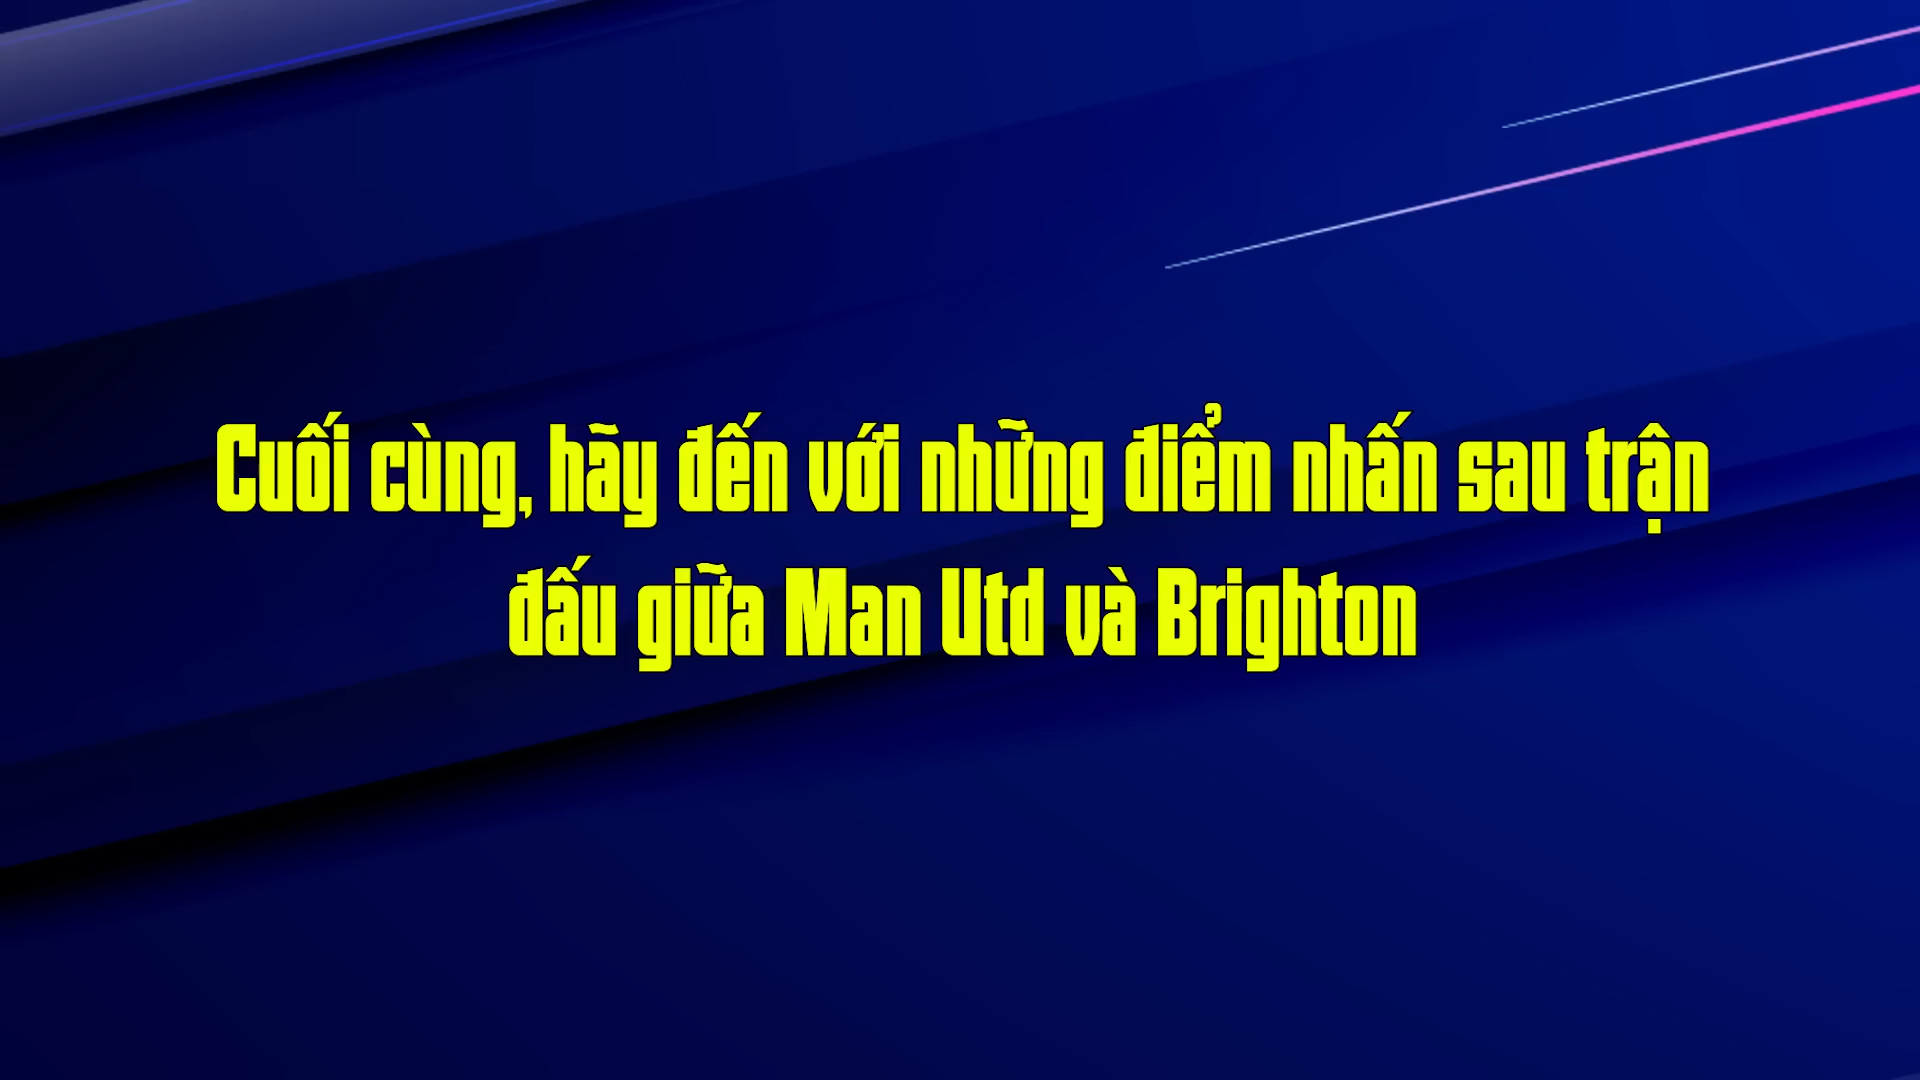 Cuối cùng, hãy đến với những điểm nhấn sau trận
đấu giữa Man Utd và Brighton